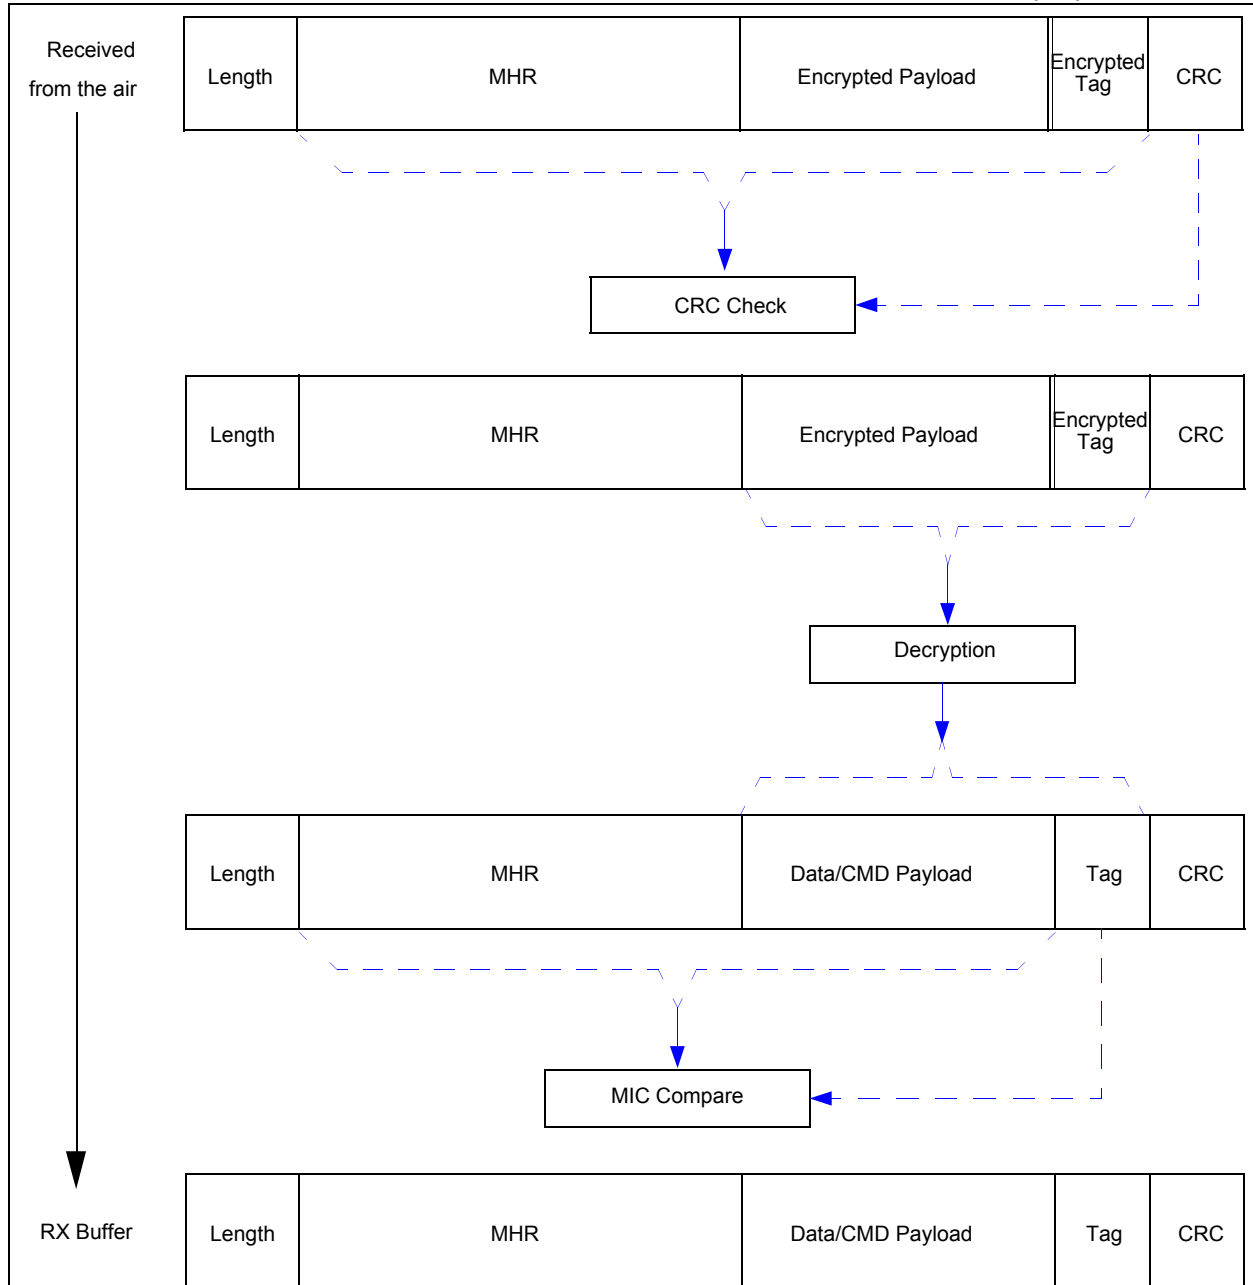 Received
from the air
Length
MHR
Encrypted Payload
Encrypted
Tag
CRC
CRC Check
Length
MHR
Encrypted Payload
Encrypted
Tag
CRC
Decryption
Length
MHR
Data/CMD Payload
Tag
CRC
MIC Compare
RX Buffer
Length
MHR
Data/CMD Payload
Tag
CRC